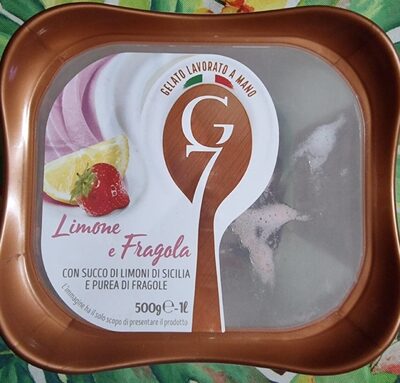 GELATO LAVORATO A MANO
G7
Limone
e Fragola
CON SUCCO DI LIMONI DI SICILIA
E PUREA DI FRAGOLE
500g℮-1l
L'immagine ha il solo scopo di presentare il prodotto